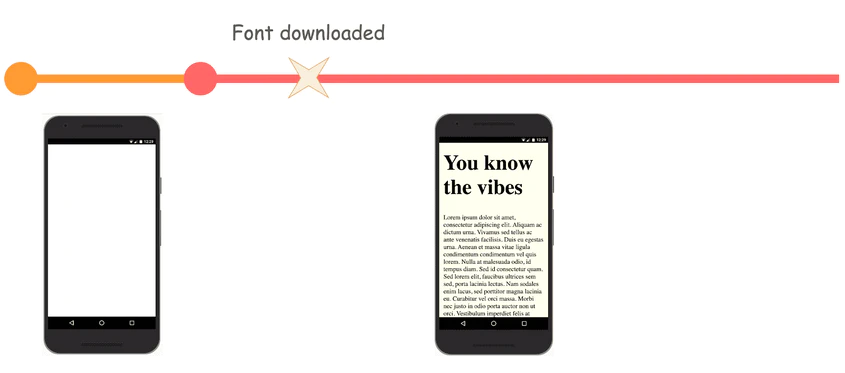 Font downloaded
12:29
12:29
You know
the vibes
Lorem ipsum dolor sit amet,
consectetur adipiscing elit. Aliquam ac
dictum urna. Vivamus sed tellus ac
ante venenatis facilisis. Duis eu egestas
urna. Aenean et massa vitae ligula
condimentum condimentum vel quis
lorem. Nulla at malesuada odio, id
tempus diam. Sed id consectetur quam.
Sed lorem elit, faucibus ultrices sem
sed, porta lacinia lectus. Nam sodales
enim lacus, sed porttitor magna lacinia
eu. Curabitur vel orci massa. Morbi
nec justo in odio porta auctor non ut
orci. Vestibulum imperdiet felis at